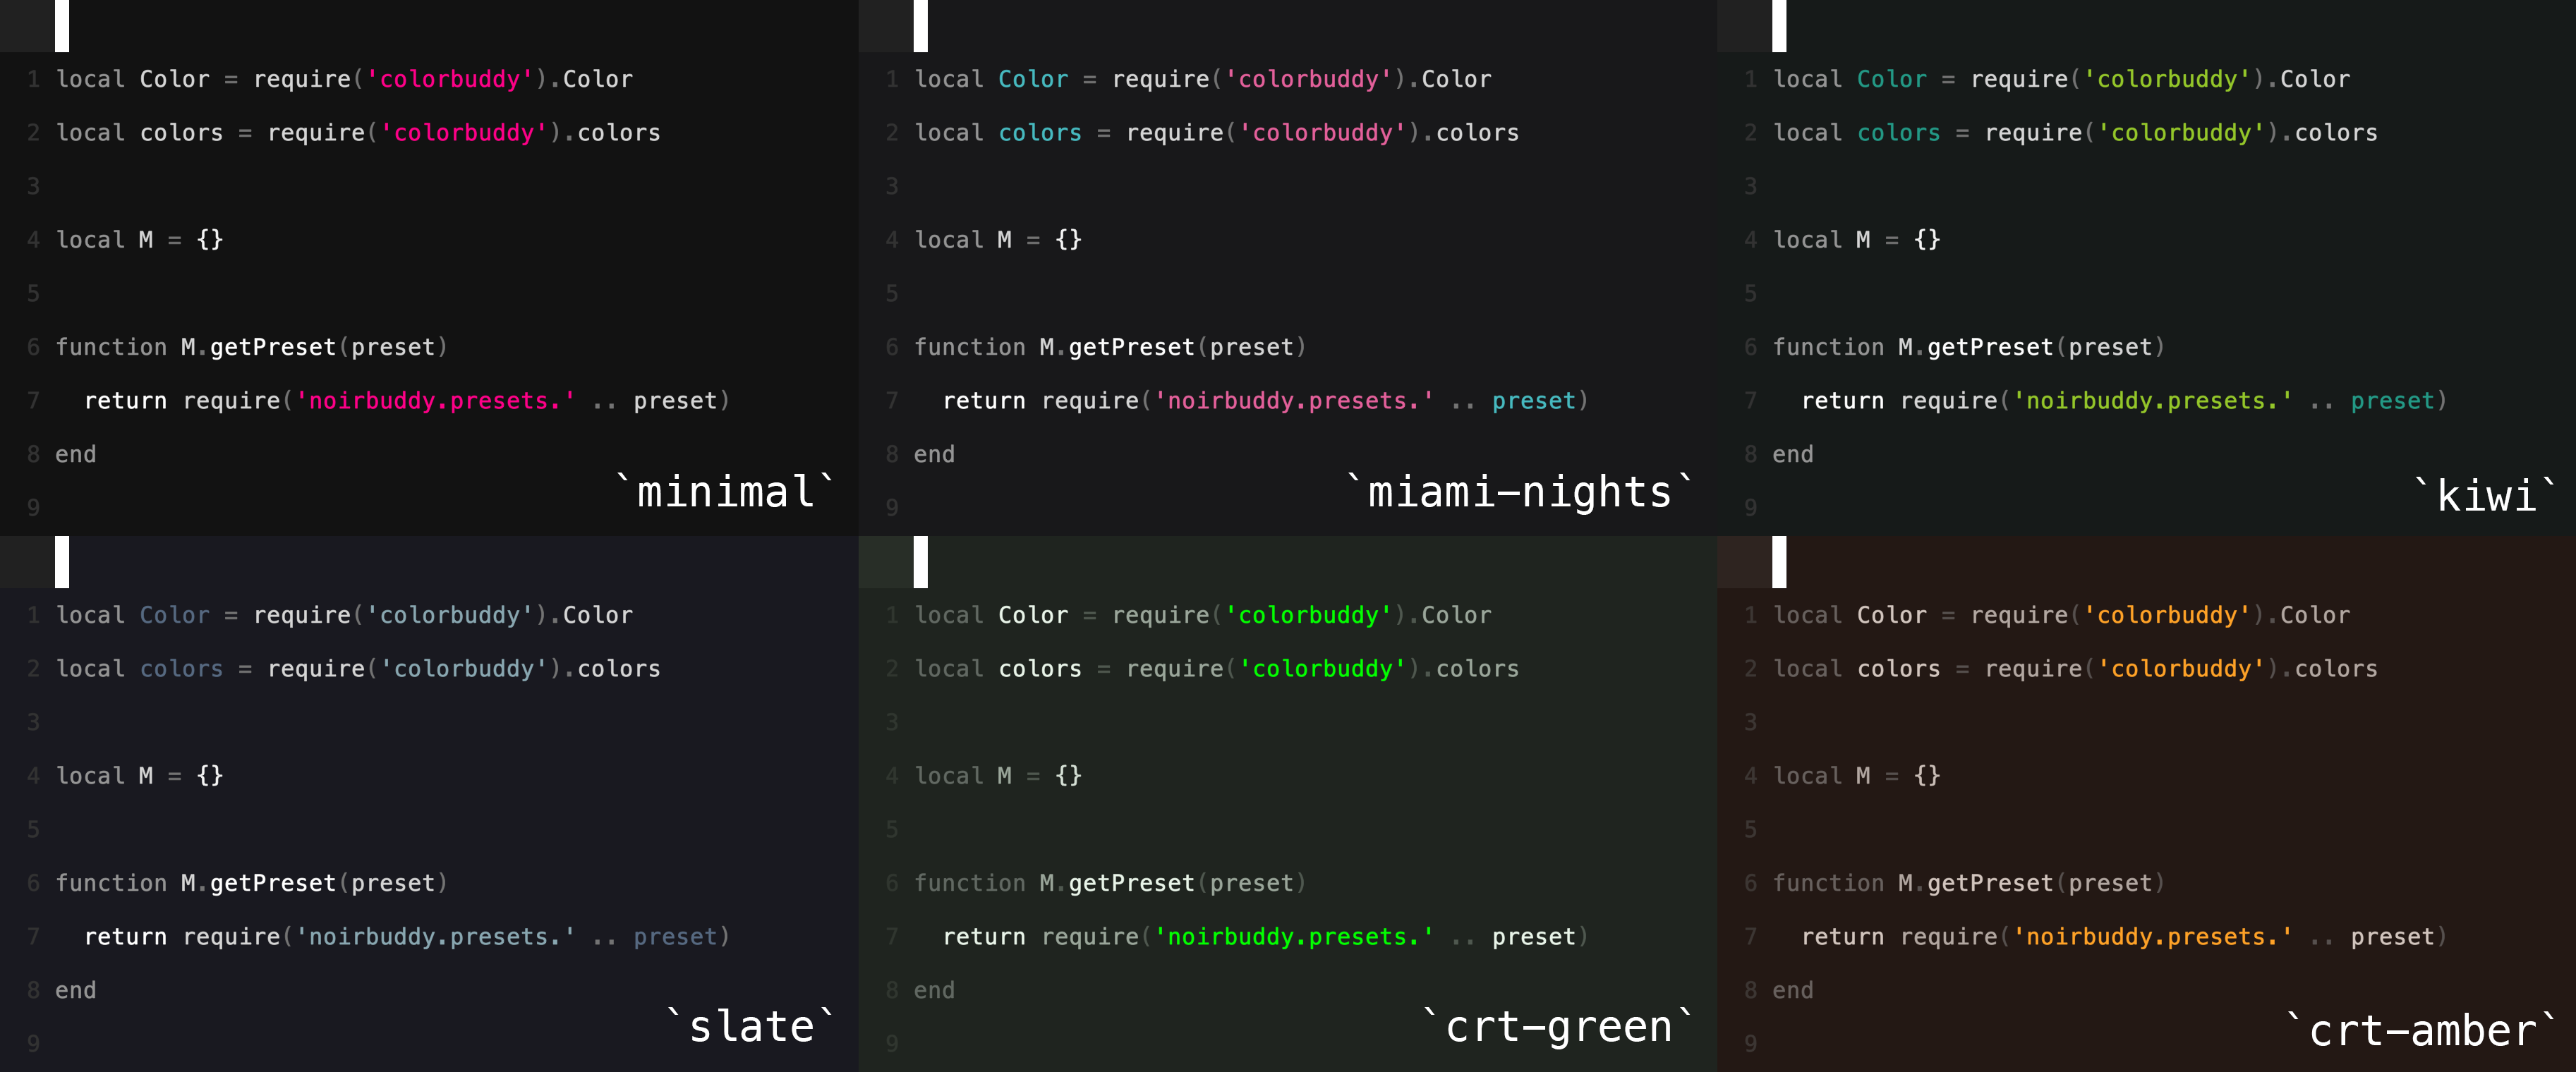 1 local Color = require('colorbuddy').Color
2 local colors = require('colorbuddy').colors
3
4 local M = {}
5
6 function M.getPreset(preset)
7   return require('noirbuddy.presets.' .. preset)
8 end
9
`minimal`
1 local Color = require('colorbuddy').Color
2 local colors = require('colorbuddy').colors
3
4 local M = {}
5
6 function M.getPreset(preset)
7   return require('noirbuddy.presets.' .. preset)
8 end
9
`miami-nights`
1 local Color = require('colorbuddy').Color
2 local colors = require('colorbuddy').colors
3
4 local M = {}
5
6 function M.getPreset(preset)
7   return require('noirbuddy.presets.' .. preset)
8 end
9
`kiwi`
1 local Color = require('colorbuddy').Color
2 local colors = require('colorbuddy').colors
3
4 local M = {}
5
6 function M.getPreset(preset)
7   return require('noirbuddy.presets.' .. preset)
8 end
9
`slate`
1 local Color = require('colorbuddy').Color
2 local colors = require('colorbuddy').colors
3
4 local M = {}
5
6 function M.getPreset(preset)
7   return require('noirbuddy.presets.' .. preset)
8 end
9
`crt-green`
1 local Color = require('colorbuddy').Color
2 local colors = require('colorbuddy').colors
3
4 local M = {}
5
6 function M.getPreset(preset)
7   return require('noirbuddy.presets.' .. preset)
8 end
9
`crt-amber`